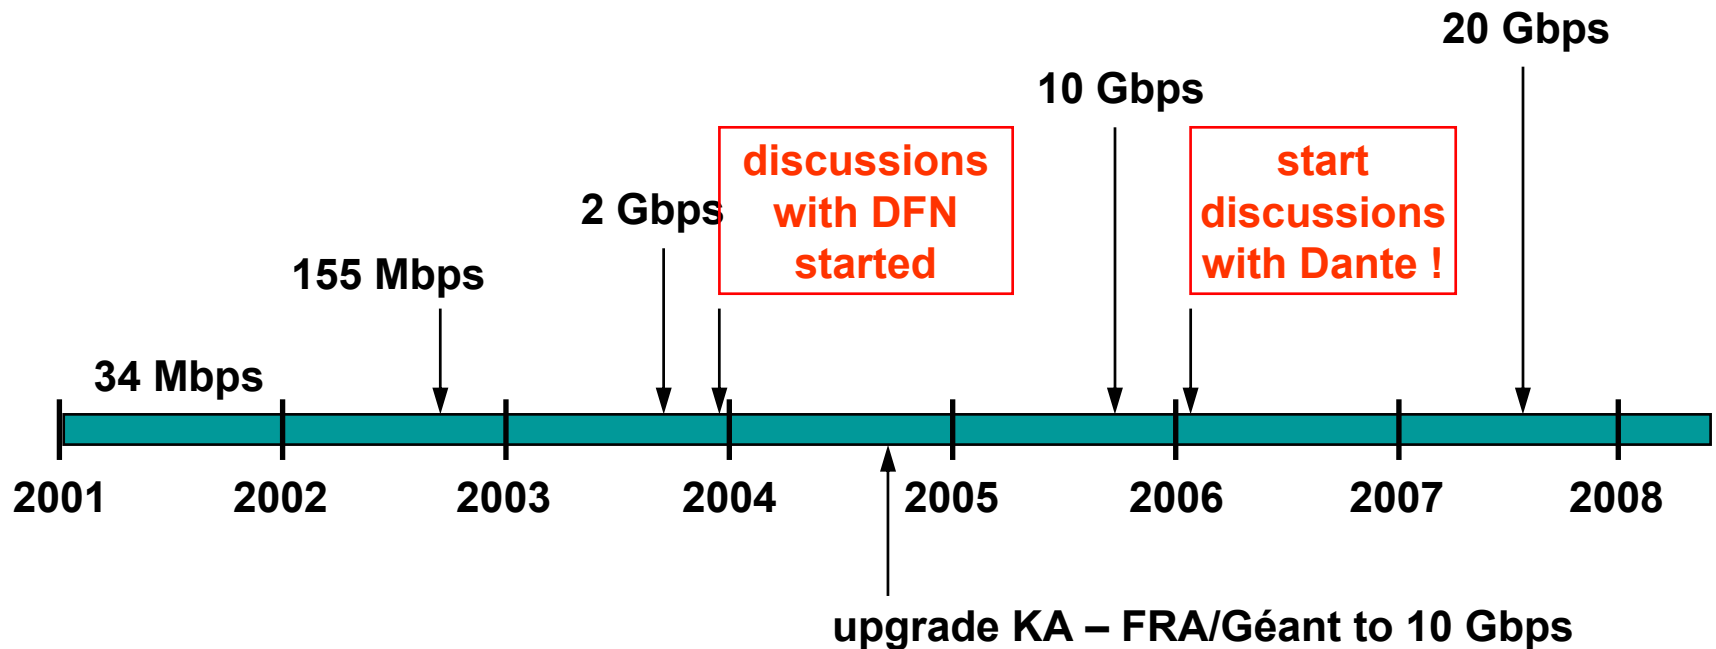 20 Gbps
10 Gbps
discussions
with DFN
started
start
discussions
with Dante !
2 Gbps
155 Mbps
34 Mbps
2001 2002 2003 2004 2005 2006 2007 2008
upgrade KA – FRA/Géant to 10 Gbps